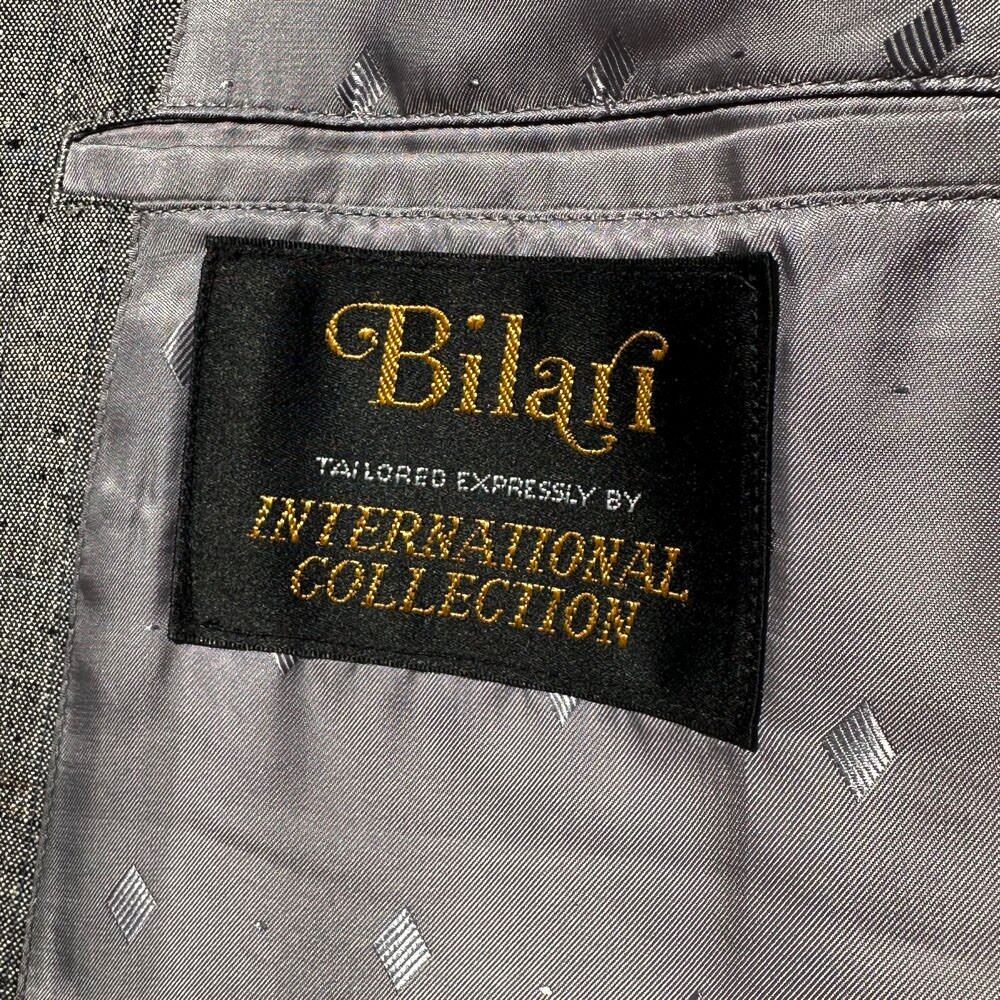 Bilari
TAILORED EXPRESSLY BY
INTERNATIONAL
COLLECTION